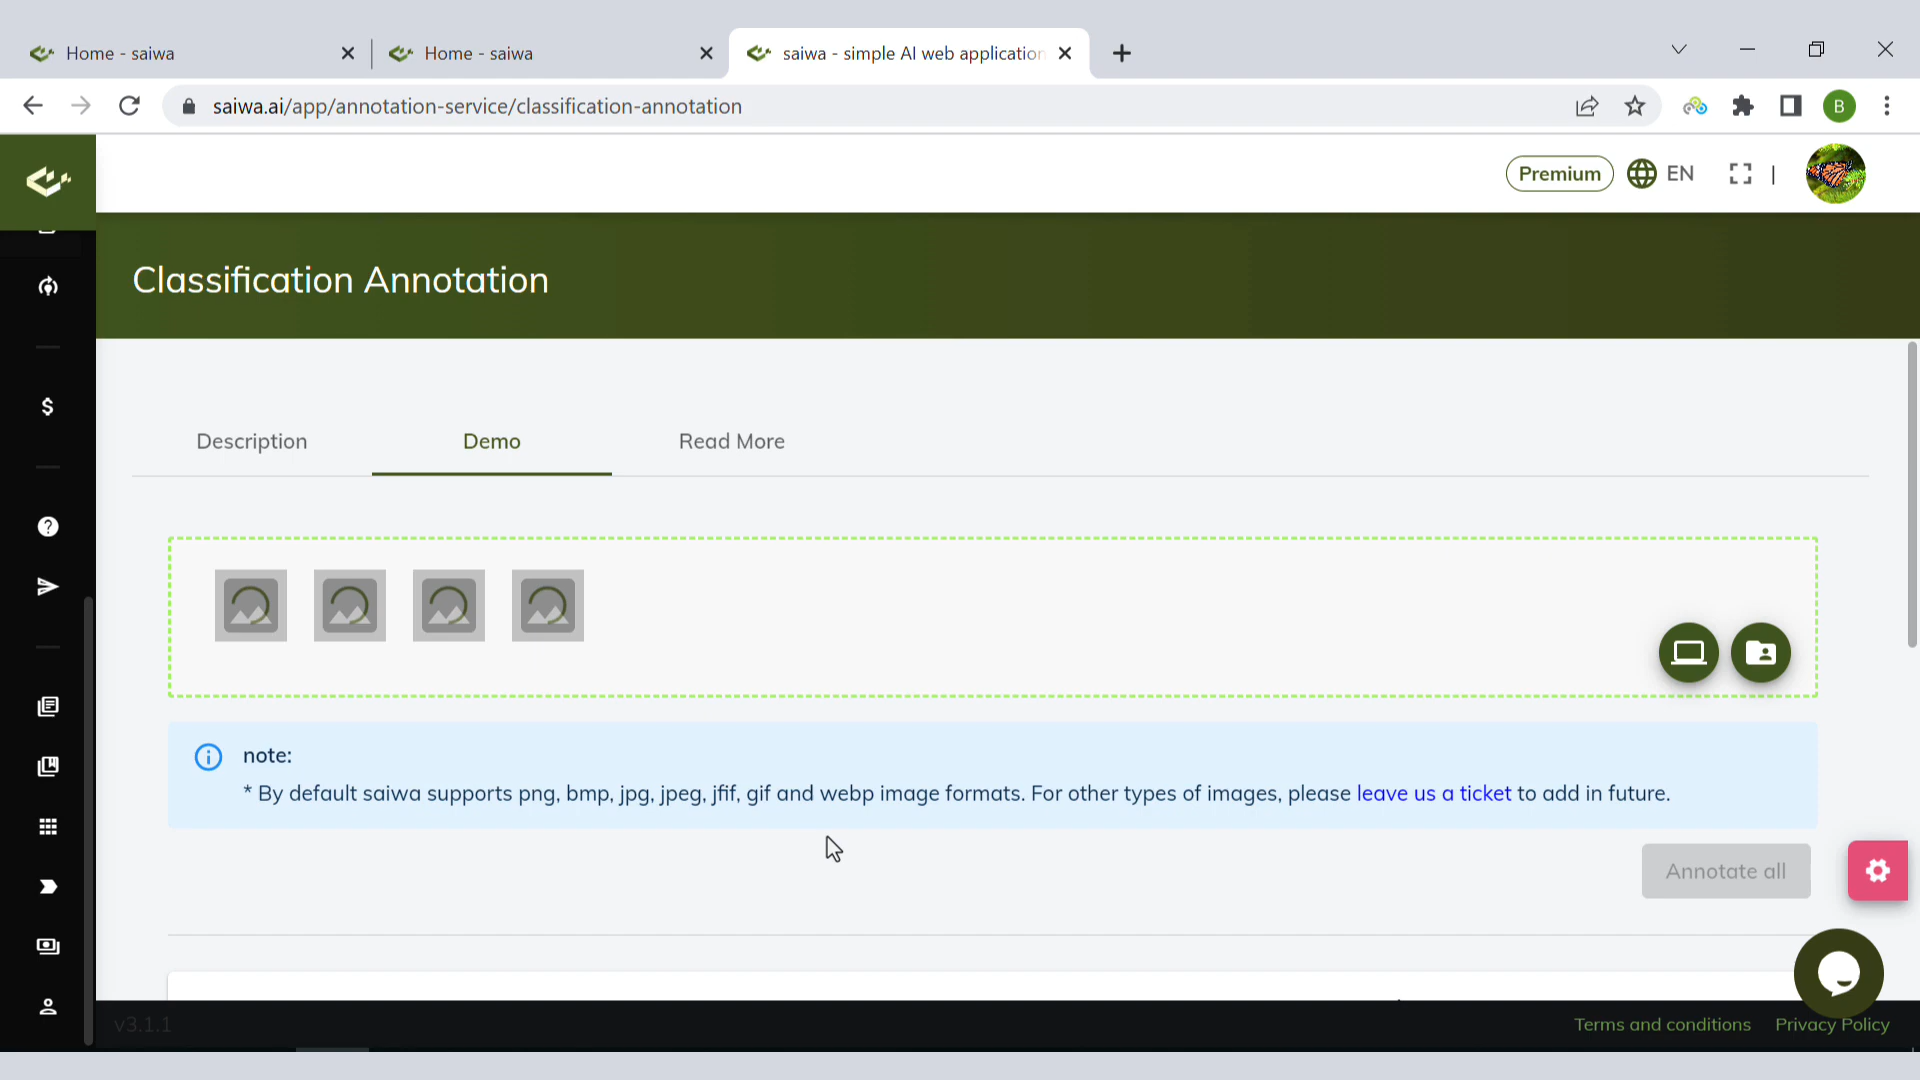 Home - saiwa
Home - saiwa
saiwa - simple AI web application
saiwa.ai/app/annotation-service/classification-annotation
B
Premium
EN
Classification Annotation
Description
Demo
Read More
note:
* By default saiwa supports png, bmp, jpg, jpeg, jfif, gif and webp image formats. For other types of images, please leave us a ticket to add in future.
Annotate all
v3.1.1
Terms and conditions
Privacy Policy